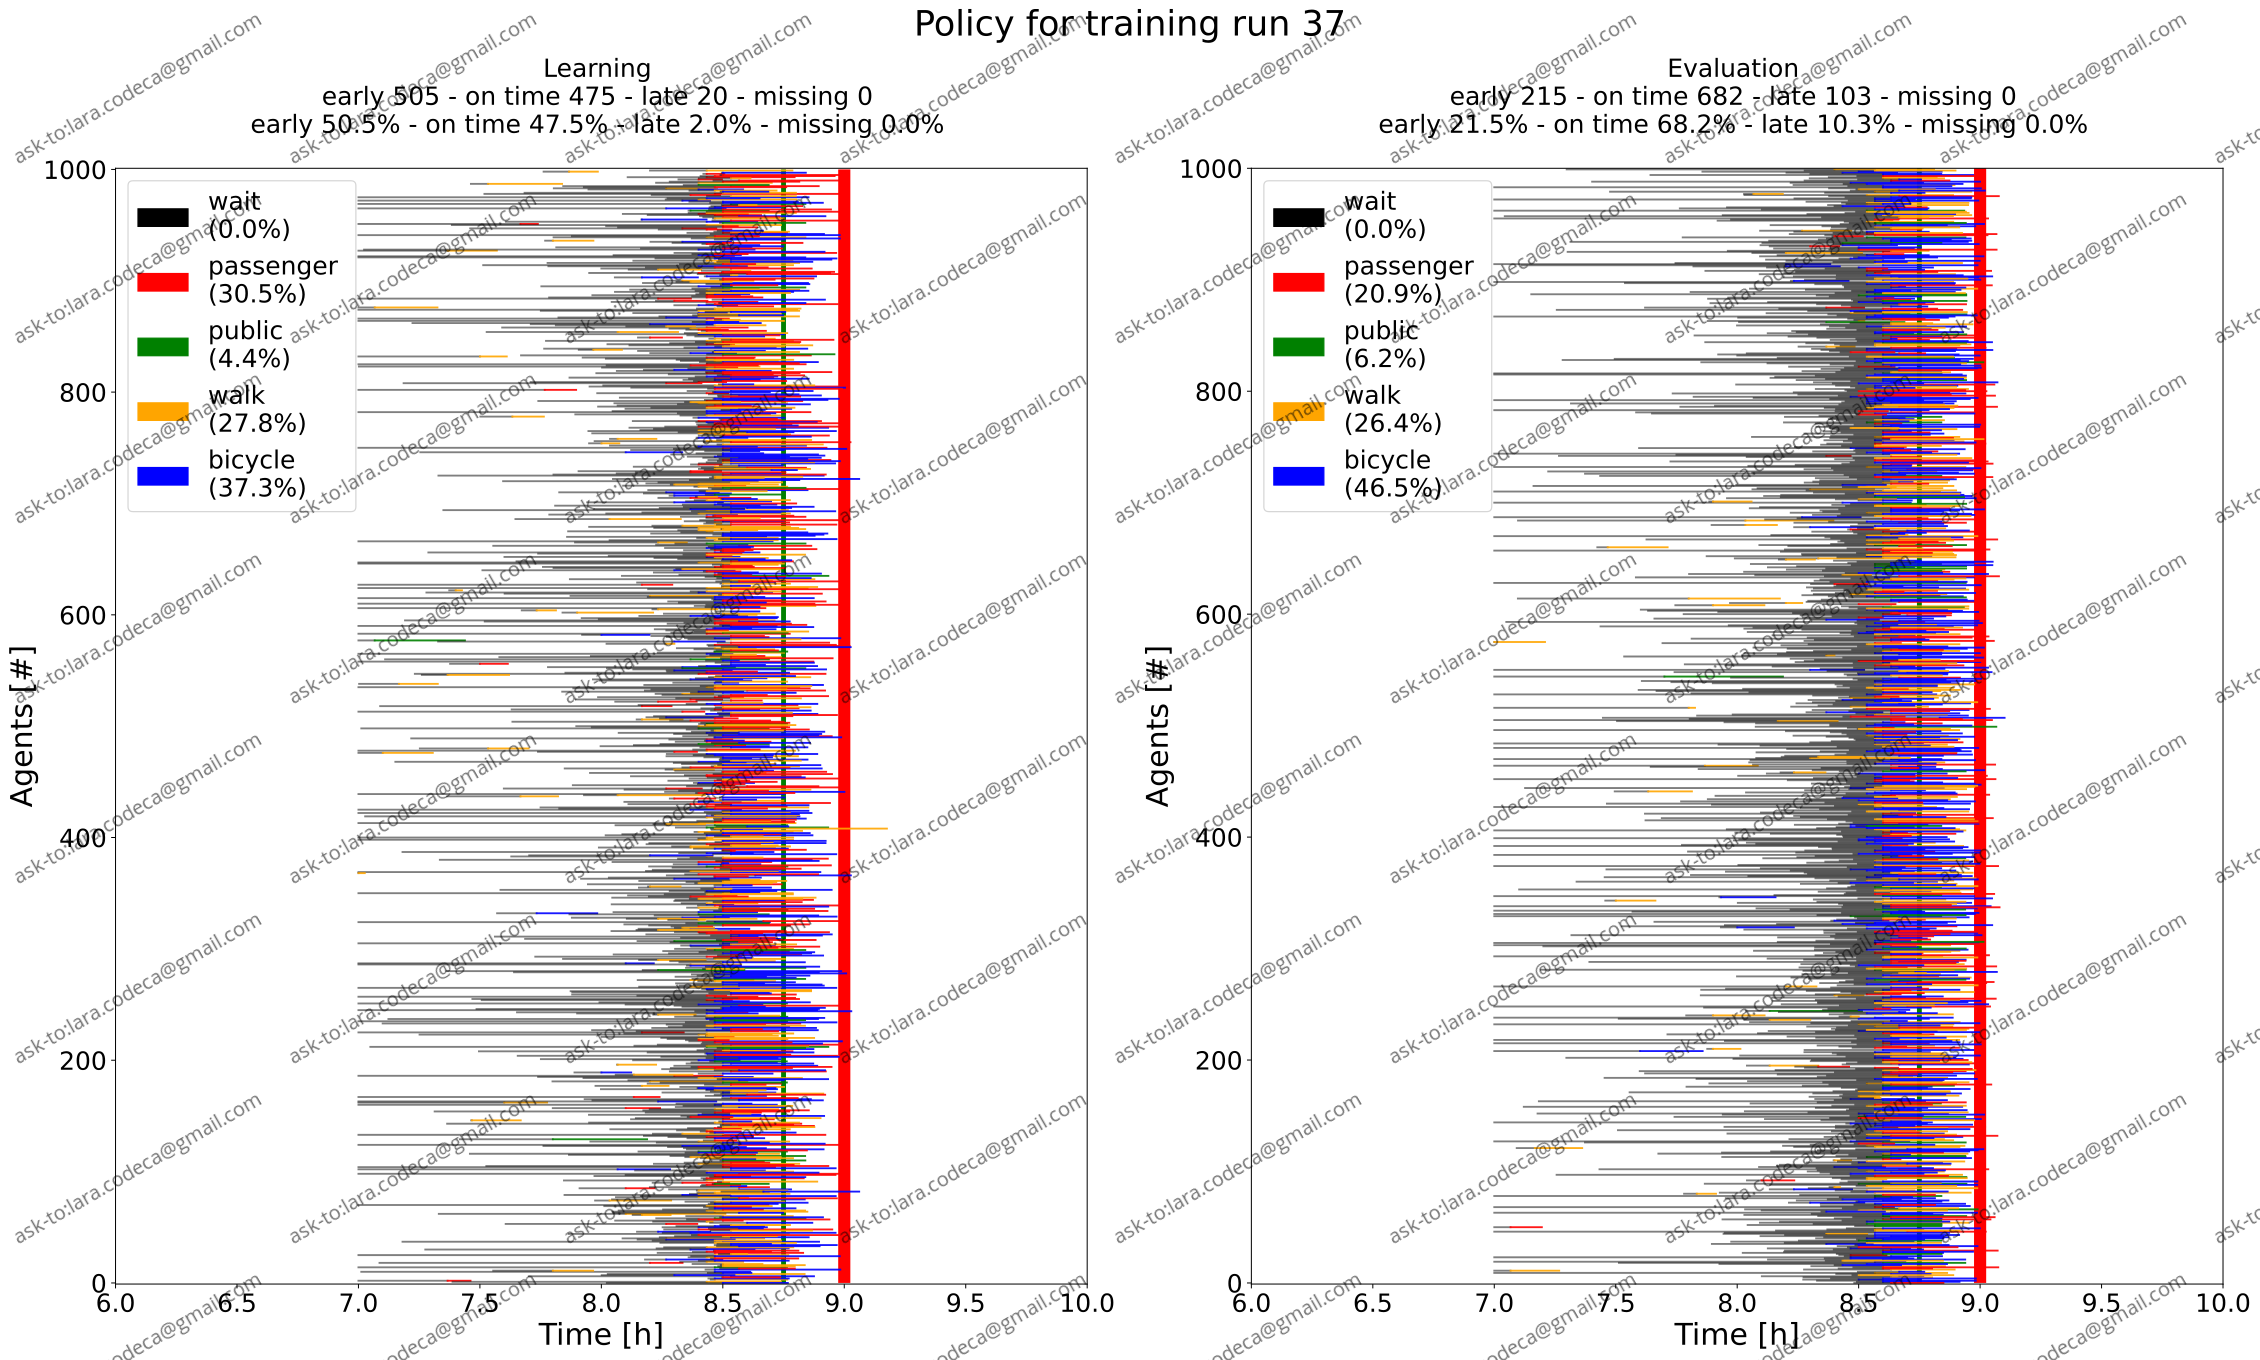 Policy for training run 37
Learning
early 505 - on time 475 - late 20 - missing 0
early 50.5% - on time 47.5% - late 2.0% - missing 0.0%
1000
800
600
400
200
0
Agents [#]
wait
(0.0%)
passenger
(30.5%)
public
(4.4%)
walk
(27.8%)
bicycle
(37.3%)
6.0 6.5 7.0 7.5 8.0 8.5 9.0 9.5 10.0
Time [h]
Evaluation
early 215 - on time 682 - late 103 - missing 0
early 21.5% - on time 68.2% - late 10.3% - missing 0.0%
1000
800
600
400
200
0
Agents [#]
wait
(0.0%)
passenger
(20.9%)
public
(6.2%)
walk
(26.4%)
bicycle
(46.5%)
6.0 6.5 7.0 7.5 8.0 8.5 9.0 9.5 10.0
Time [h]
ask-to:lara.codeca@gmail.com